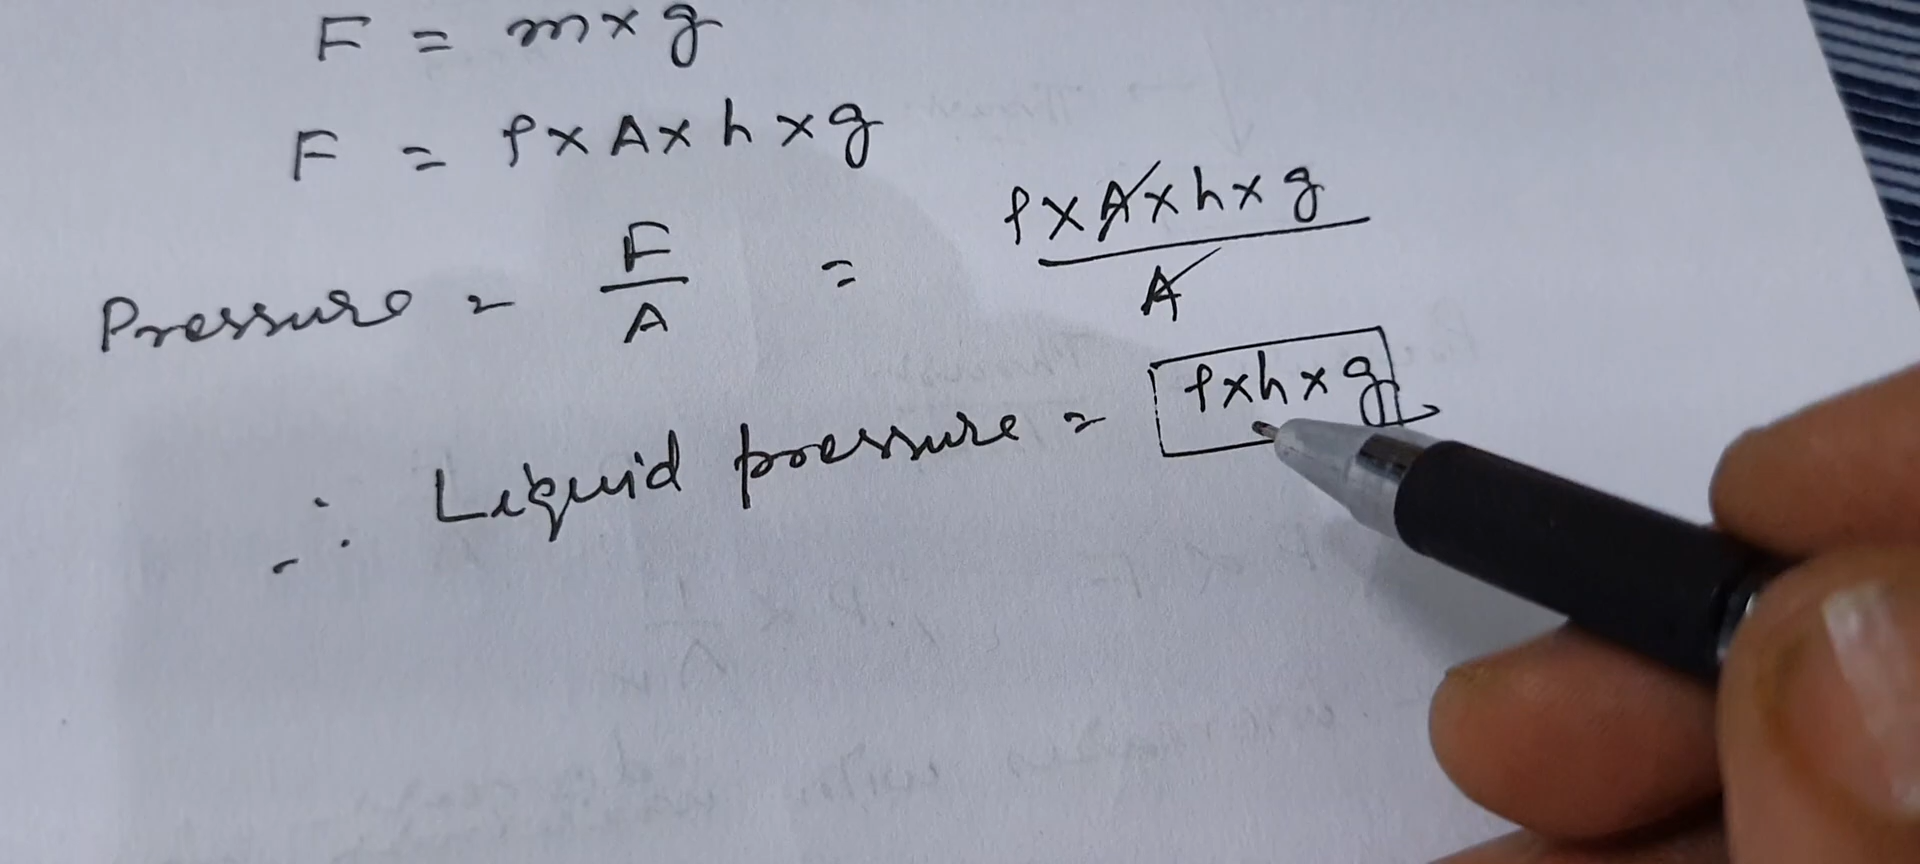 F = m × g
F = ρ × A × h × g
Pressure = F/A = ρ × A × h × g / A
∴ Liquid pressure = ρ × h × g